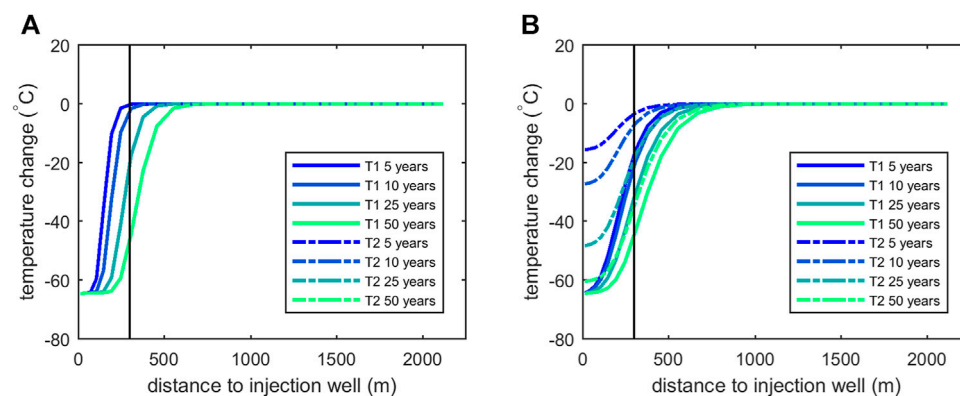 A
20
0
-20
-40
-60
-80
temperature change (°C)
T1 5 years
T1 10 years
T1 25 years
T1 50 years
T2 5 years
T2 10 years
T2 25 years
T2 50 years
0 500 1000 1500 2000
distance to injection well (m)
B
20
0
-20
-40
-60
-80
temperature change (°C)
T1 5 years
T1 10 years
T1 25 years
T1 50 years
T2 5 years
T2 10 years
T2 25 years
T2 50 years
0 500 1000 1500 2000
distance to injection well (m)